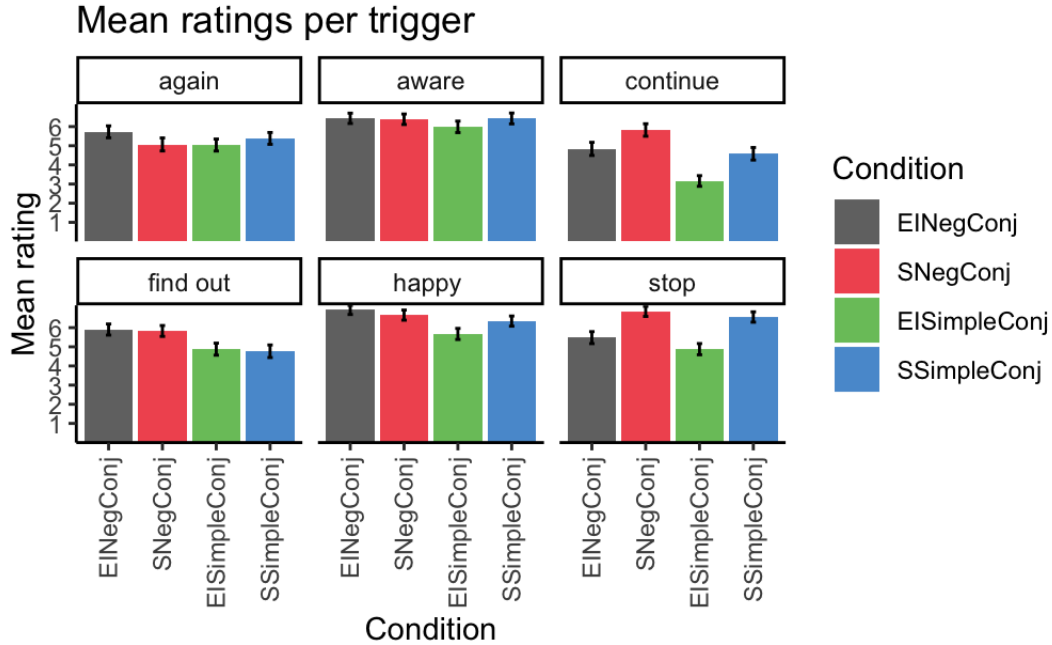 Mean ratings per trigger
again aware continue
6
5
4
3
2
1
find out happy stop
6
5
4
3
2
1
Mean rating
EINegConj SNegConj EISimpleConj SSimpleConj EINegConj SNegConj EISimpleConj SSimpleConj EINegConj SNegConj EISimpleConj SSimpleConj
Condition
Condition
EINegConj
SNegConj
EISimpleConj
SSimpleConj